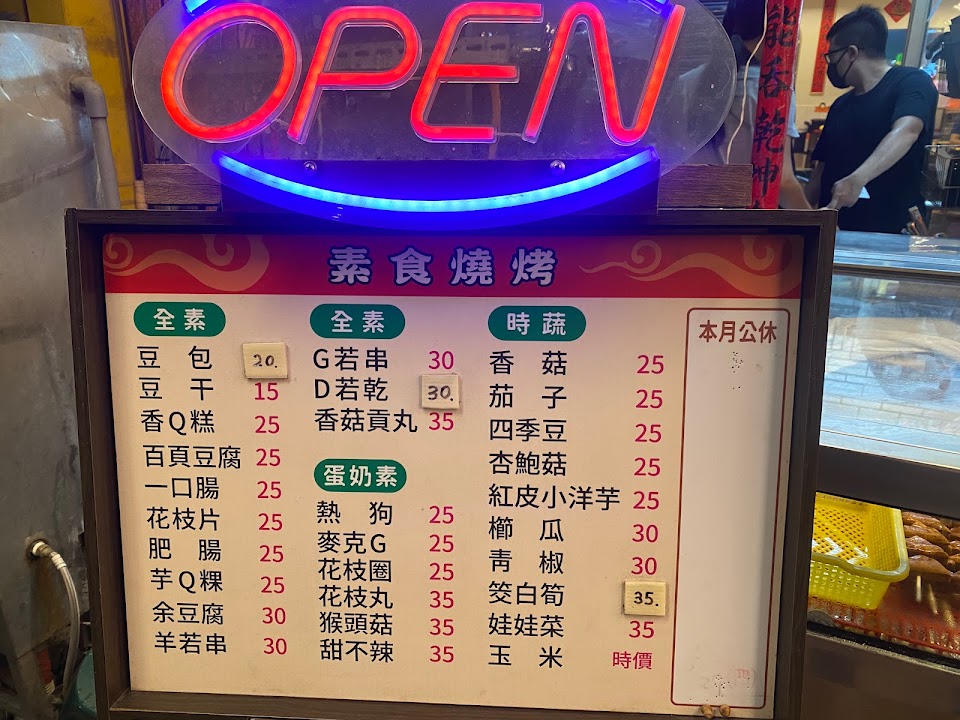 OPEN
能吞乾坤
素食燒烤
全素
豆包 20.
豆干 15
香Q糕 25
百頁豆腐 25
一口腸 25
花枝片 25
肥腸 25
芋Q粿 25
余豆腐 30
羊若串 30
全素
G若串 30
D若乾 30.
香菇貢丸 35
蛋奶素
熱狗 25
麥克G 25
花枝圈 25
花枝丸 35
猴頭菇 35
甜不辣 35
時蔬
香菇 25
茄子 25
四季豆 25
杏鮑菇 25
紅皮小洋芋 25
櫛瓜 30
青椒 30
筊白筍 35.
娃娃菜 35
玉米 時價
本月公休